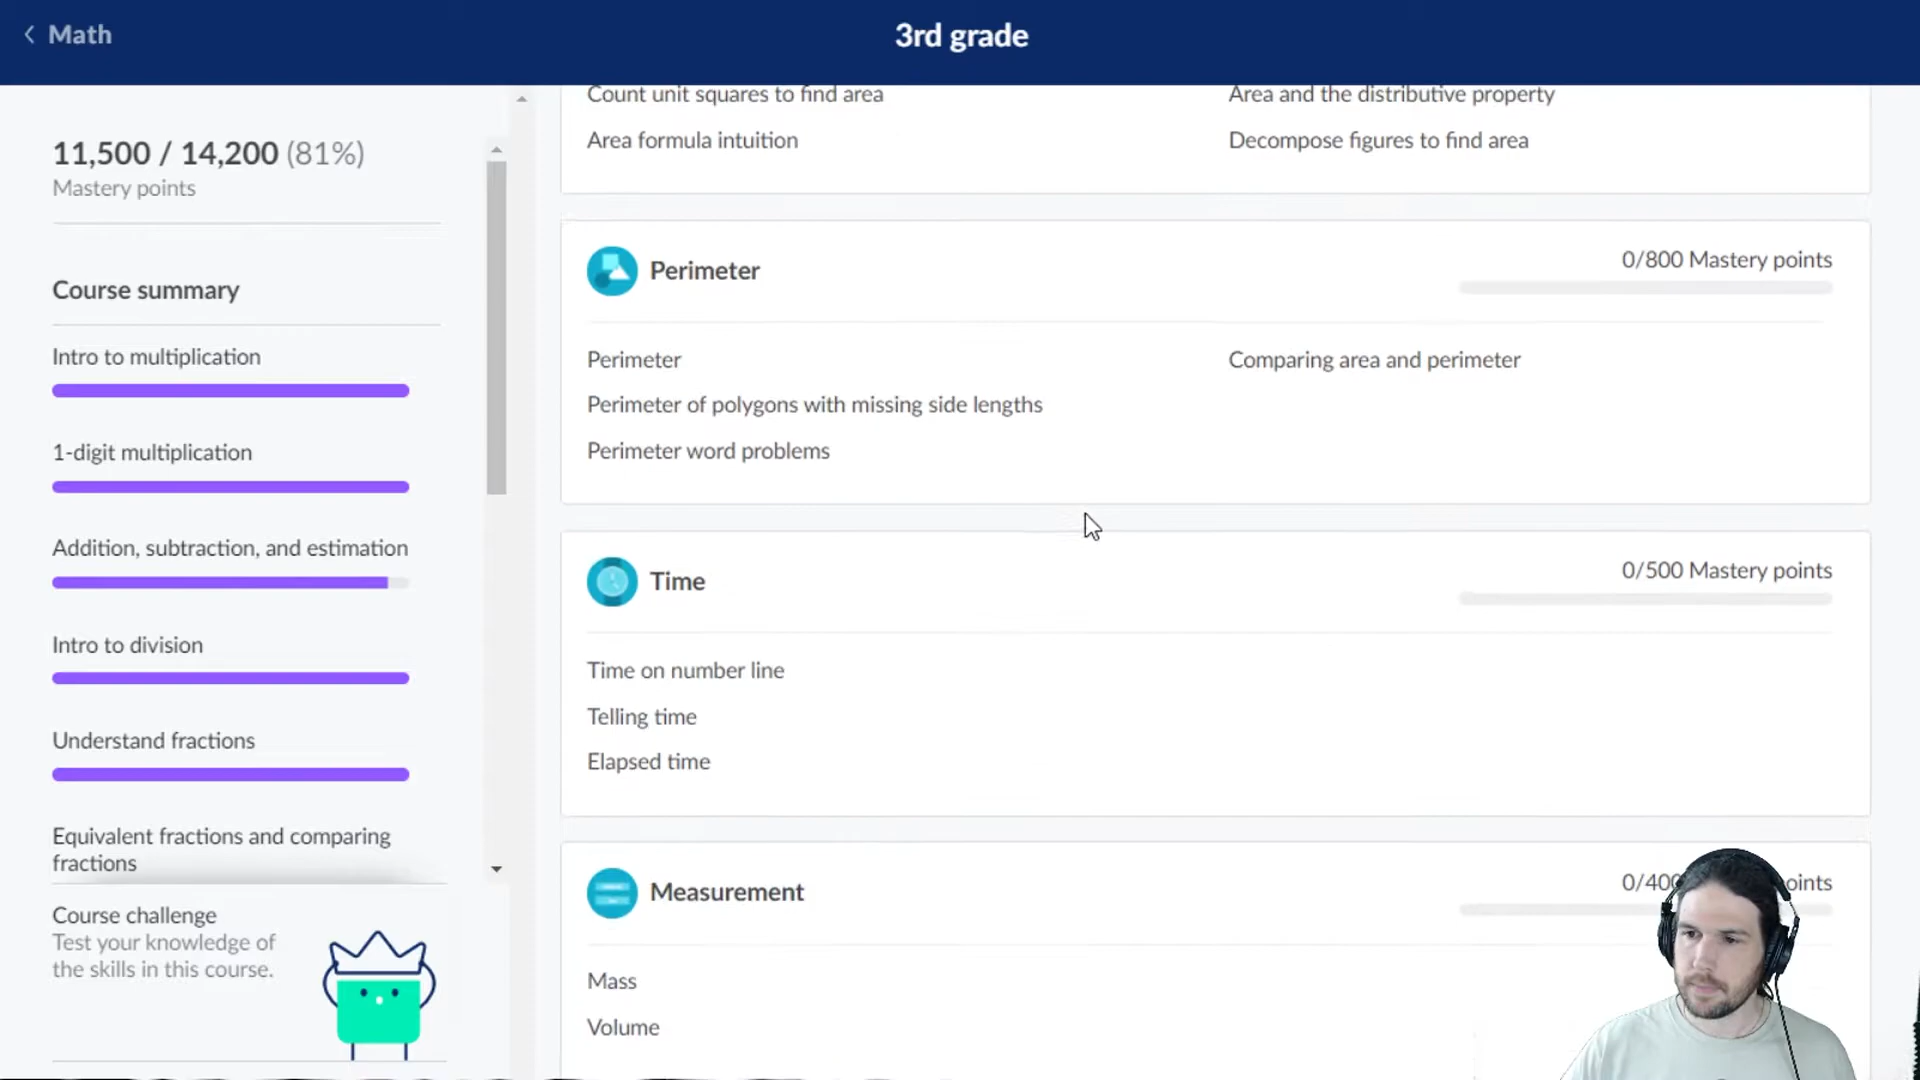 Math
3rd grade
11,500 / 14,200 (81%)
Mastery points
Course summary
Intro to multiplication
1-digit multiplication
Addition, subtraction, and estimation
Intro to division
Understand fractions
Equivalent fractions and comparing
fractions
Course challenge
Test your knowledge of
the skills in this course.
Count unit squares to find area
Area formula intuition
Area and the distributive property
Decompose figures to find area
Perimeter
0/800 Mastery points
Perimeter
Perimeter of polygons with missing side lengths
Perimeter word problems
Comparing area and perimeter
Time
0/500 Mastery points
Time on number line
Telling time
Elapsed time
Measurement
0/400
Mass
Volume